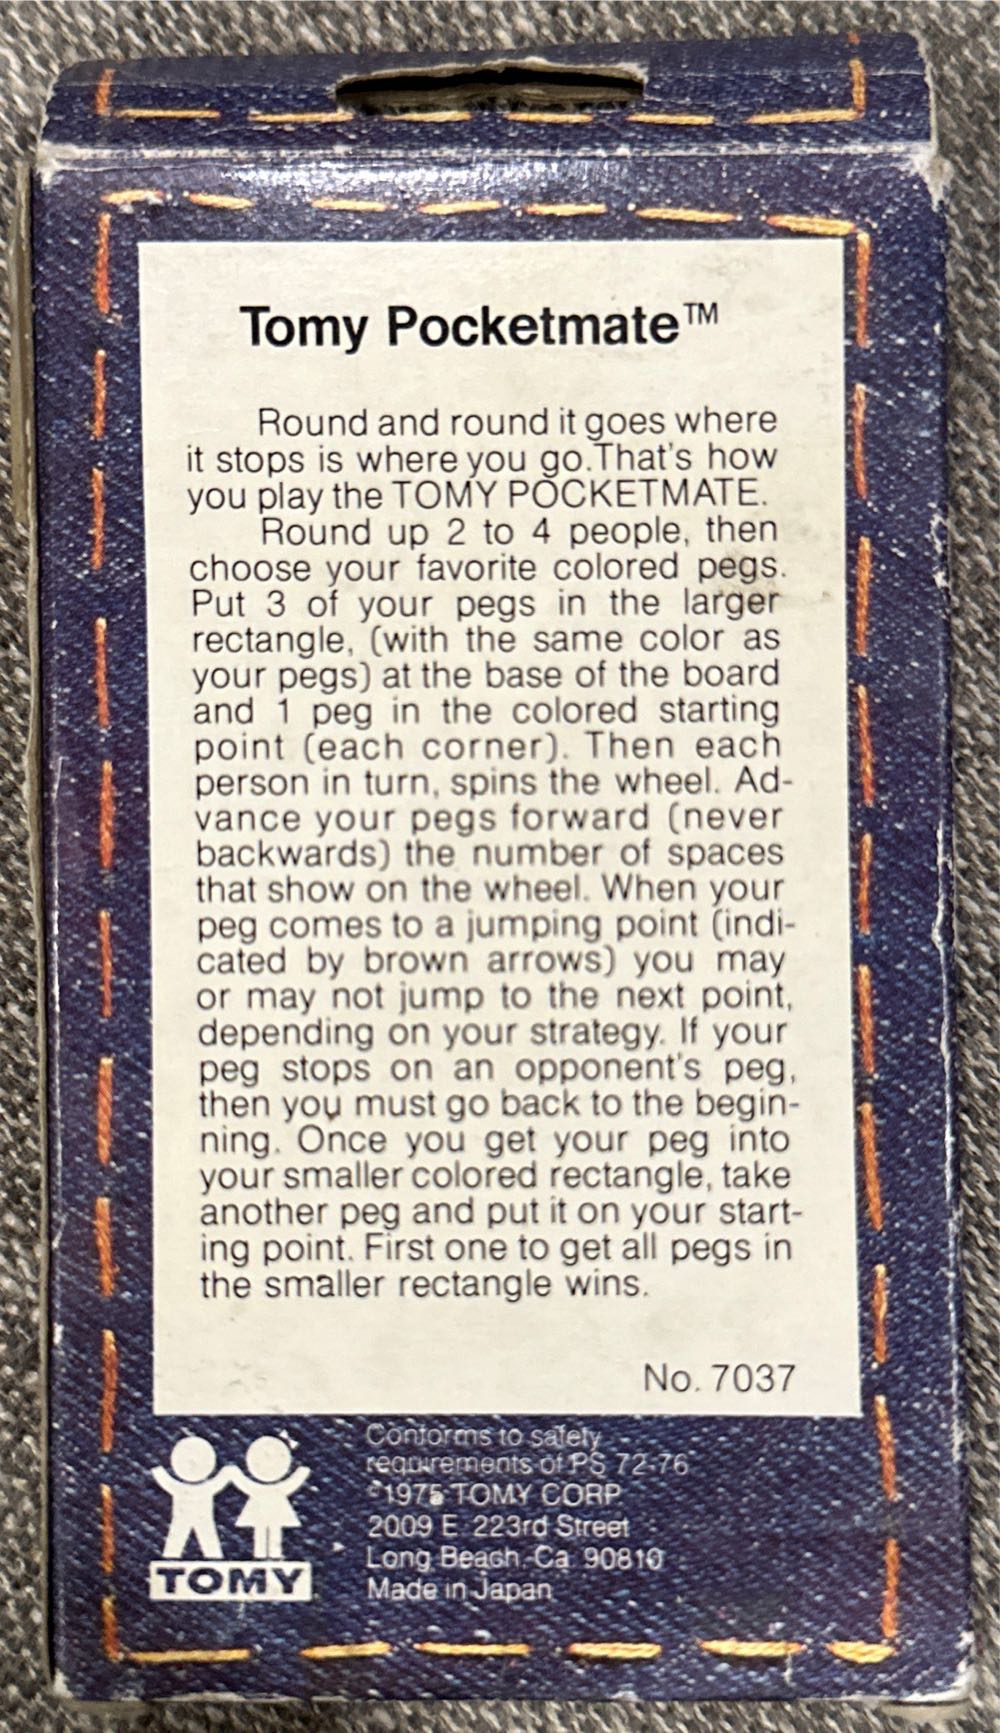 Tomy Pocketmate™
Round and round it goes where
it stops is where you go. That's how
you play the TOMY POCKETMATE.
Round up 2 to 4 people, then
choose your favorite colored pegs.
Put 3 of your pegs in the larger
rectangle, (with the same color as
your pegs) at the base of the board
and 1 peg in the colored starting
point (each corner). Then each
person in turn, spins the wheel. Ad-
vance your pegs forward (never
backwards) the number of spaces
that show on the wheel. When your
peg comes to a jumping point (indi-
cated by brown arrows) you may
or may not jump to the next point,
depending on your strategy. If your
peg stops on an opponent's peg,
then you must go back to the begin-
ning. Once you get your peg into
your smaller colored rectangle, take
another peg and put it on your start-
ing point. First one to get all pegs in
the smaller rectangle wins.
No. 7037
Conforms to safety
requirements of PS 72-76
©1975 TOMY CORP
2009 E 223rd Street
Long Beach, Ca 90810
Made in Japan
TOMY